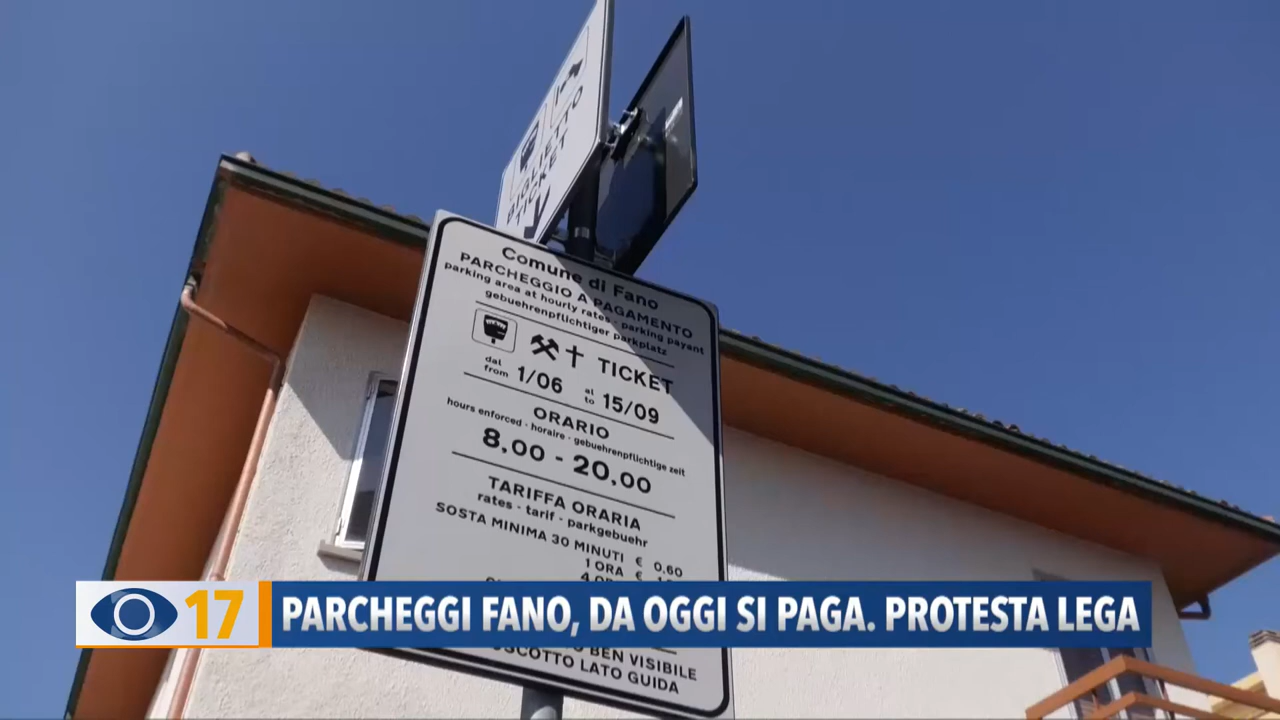 BIGLIETTO
TICKET
Comune di Fano
PARCHEGGIO A PAGAMENTO
parking area at hourly rates - parking payant
gebuehrenpflichtiger parkplatz
TICKET
dal
from 1/06 al
to 15/09
ORARIO
hours enforced - horaire - gebuehrenpflichtige zeit
8.00 - 20.00
TARIFFA ORARIA
rates - tarif - parkgebuehr
SOSTA MINIMA 30 MINUTI € 0.60
1 ORA €
17 PARCHEGGI FANO, DA OGGI SI PAGA. PROTESTA LEGA
BEN VISIBILE
LATO GUIDA